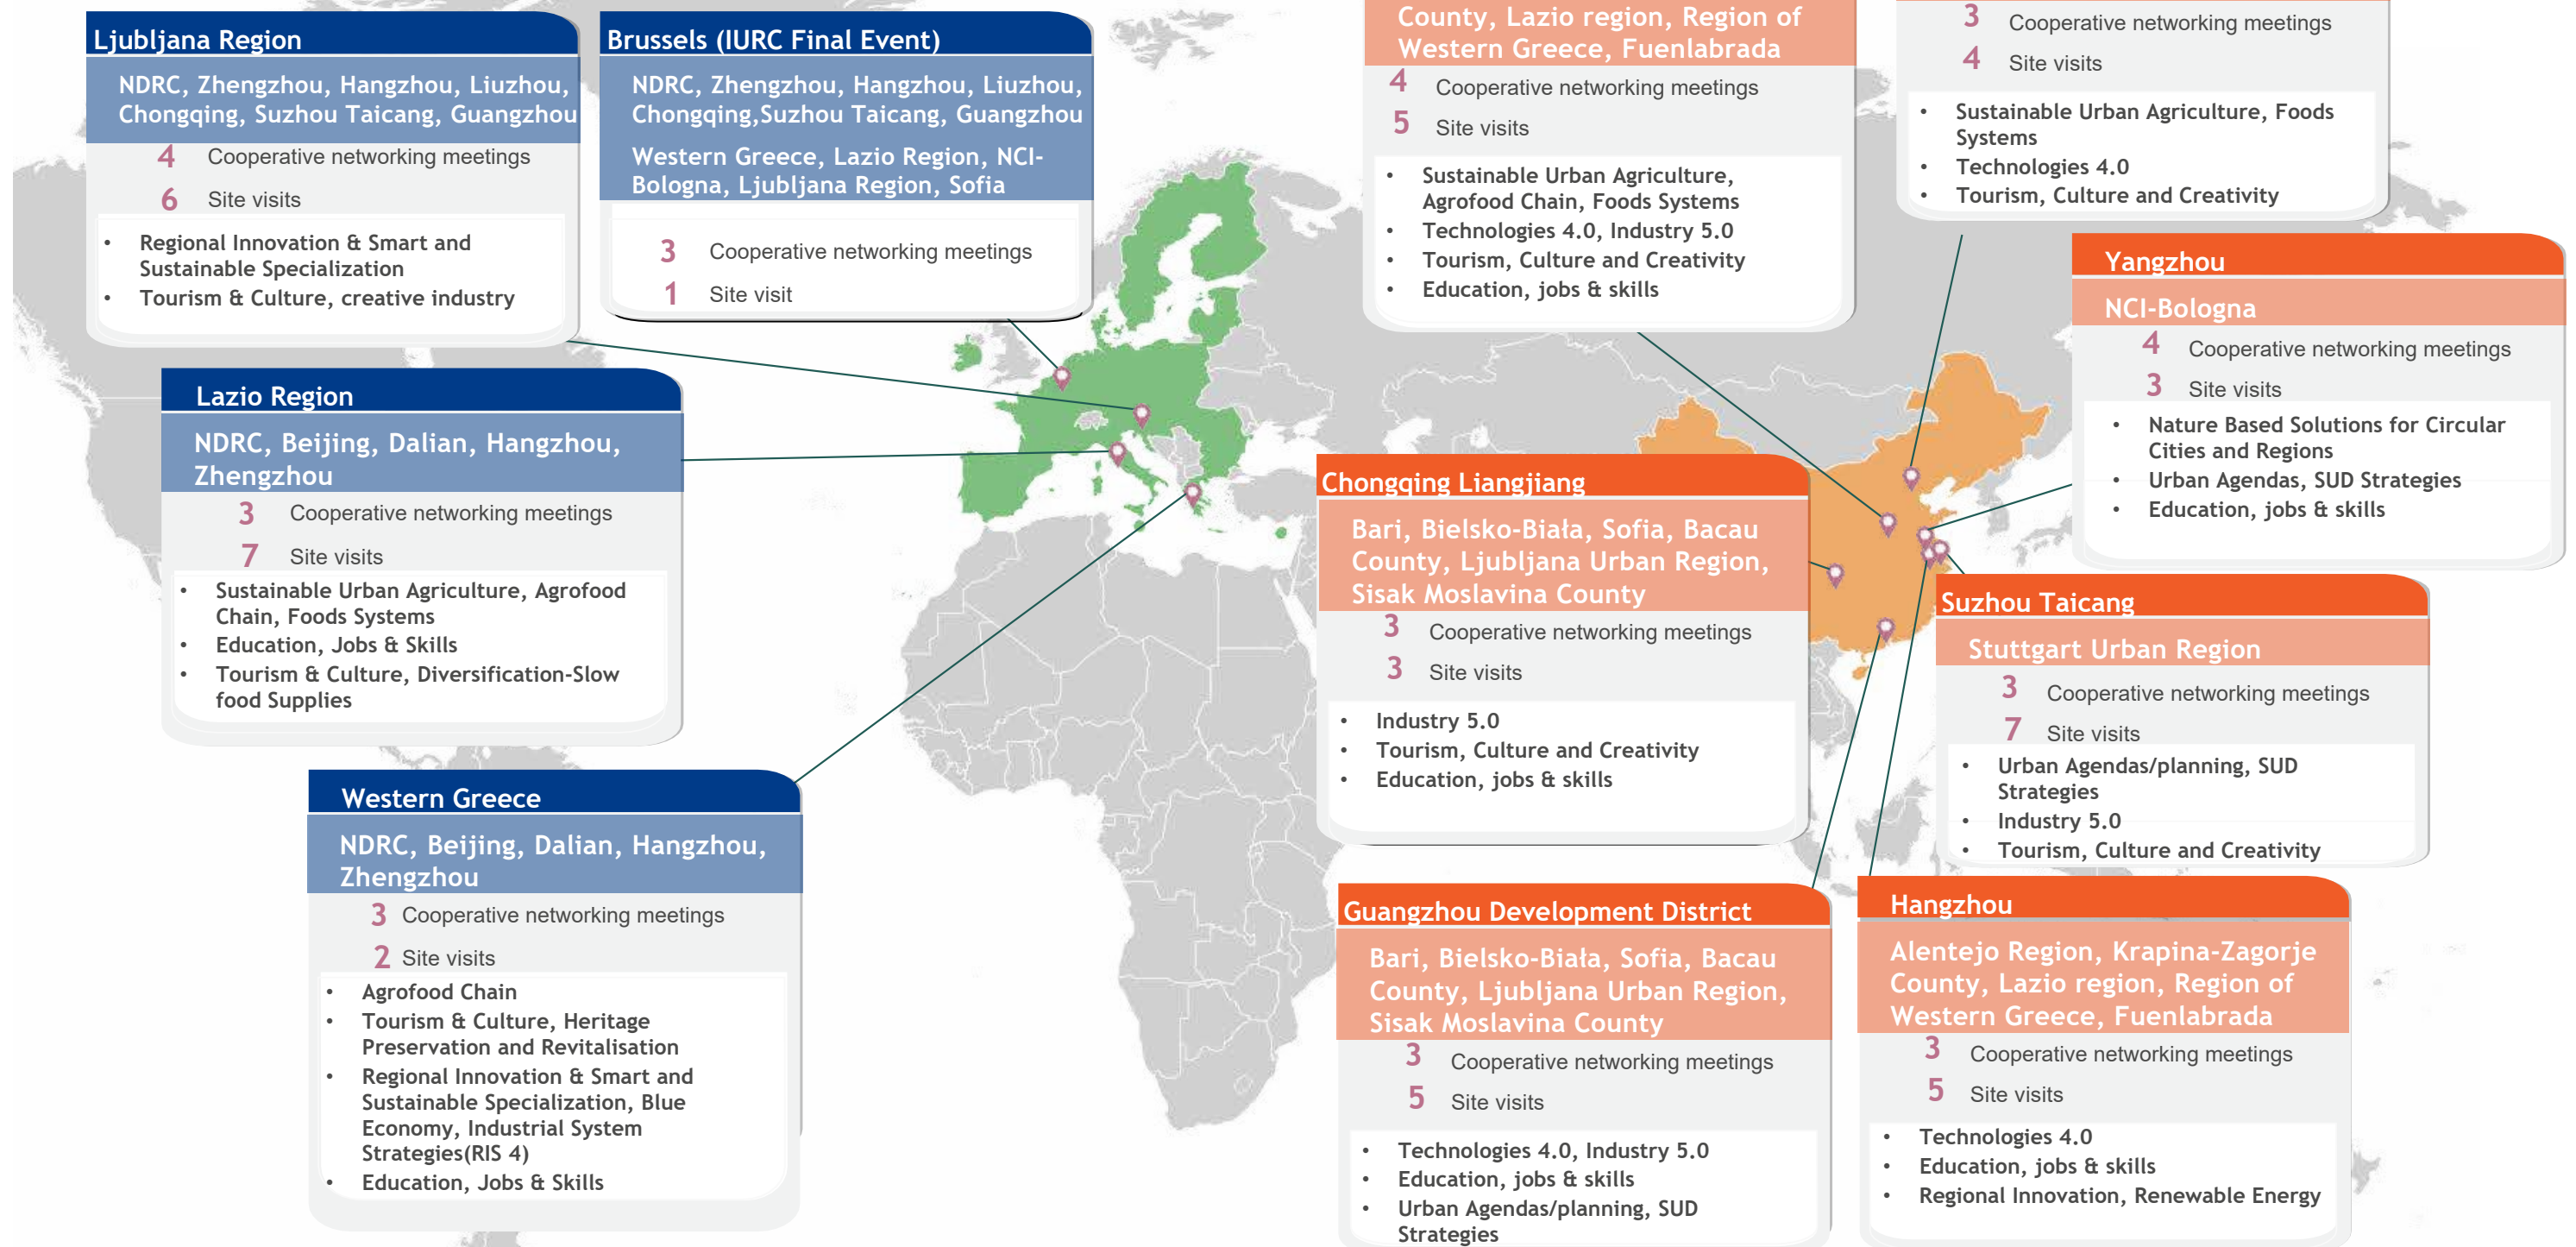 Ljubljana Region
NDRC, Zhengzhou, Hangzhou, Liuzhou,
Chongqing, Suzhou Taicang, Guangzhou
4 Cooperative networking meetings
6 Site visits
• Regional Innovation & Smart and
Sustainable Specialization
• Tourism & Culture, creative industry
Brussels (IURC Final Event)
NDRC, Zhengzhou, Hangzhou, Liuzhou,
Chongqing,Suzhou Taicang, Guangzhou
Western Greece, Lazio Region, NCI-
Bologna, Ljubljana Region, Sofia
3 Cooperative networking meetings
1 Site visit
County, Lazio region, Region of
Western Greece, Fuenlabrada
4 Cooperative networking meetings
5 Site visits
• Sustainable Urban Agriculture,
Agrofood Chain, Foods Systems
• Technologies 4.0, Industry 5.0
• Tourism, Culture and Creativity
• Education, jobs & skills
3 Cooperative networking meetings
4 Site visits
• Sustainable Urban Agriculture, Foods
Systems
• Technologies 4.0
• Tourism, Culture and Creativity
Yangzhou
NCI-Bologna
4 Cooperative networking meetings
3 Site visits
• Nature Based Solutions for Circular
Cities and Regions
• Urban Agendas, SUD Strategies
• Education, jobs & skills
Lazio Region
NDRC, Beijing, Dalian, Hangzhou,
Zhengzhou
3 Cooperative networking meetings
7 Site visits
• Sustainable Urban Agriculture, Agrofood
Chain, Foods Systems
• Education, Jobs & Skills
• Tourism & Culture, Diversification-Slow
food Supplies
Chongqing Liangjiang
Bari, Bielsko-Biała, Sofia, Bacau
County, Ljubljana Urban Region,
Sisak Moslavina County
3 Cooperative networking meetings
3 Site visits
• Industry 5.0
• Tourism, Culture and Creativity
• Education, jobs & skills
Suzhou Taicang
Stuttgart Urban Region
3 Cooperative networking meetings
7 Site visits
• Urban Agendas/planning, SUD
Strategies
• Industry 5.0
• Tourism, Culture and Creativity
Western Greece
NDRC, Beijing, Dalian, Hangzhou,
Zhengzhou
3 Cooperative networking meetings
2 Site visits
• Agrofood Chain
• Tourism & Culture, Heritage
Preservation and Revitalisation
• Regional Innovation & Smart and
Sustainable Specialization, Blue
Economy, Industrial System
Strategies(RIS 4)
• Education, Jobs & Skills
Guangzhou Development District
Bari, Bielsko-Biała, Sofia, Bacau
County, Ljubljana Urban Region,
Sisak Moslavina County
3 Cooperative networking meetings
5 Site visits
• Technologies 4.0, Industry 5.0
• Education, jobs & skills
• Urban Agendas/planning, SUD
Strategies
Hangzhou
Alentejo Region, Krapina-Zagorje
County, Lazio region, Region of
Western Greece, Fuenlabrada
3 Cooperative networking meetings
5 Site visits
• Technologies 4.0
• Education, jobs & skills
• Regional Innovation, Renewable Energy